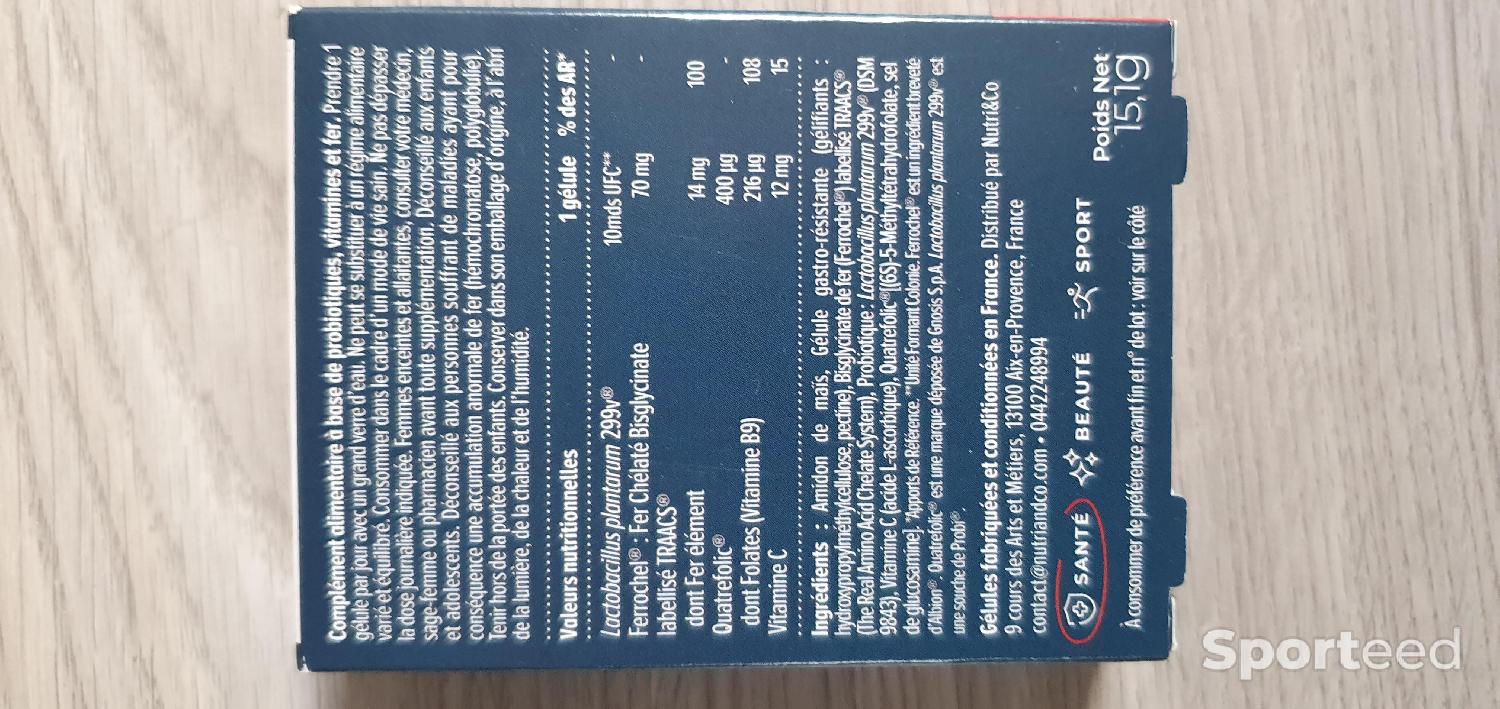 Complément alimentaire à base de probiotiques, vitamines et fer. Prendre 1
gélule par jour avec un grand verre d'eau. Ne peut se substituer à un régime alimentaire
varié et équilibré. Consommer dans le cadre d'un mode de vie sain. Ne pas dépasser
la dose journalière indiquée. Femmes enceintes et allaitantes, consulter votre médecin,
sage-femme ou pharmacien avant toute supplémentation. Déconseillé aux enfants
et adolescents. Déconseillé aux personnes souffrant de maladies ayant pour
conséquence une accumulation anormale de fer (hémochromatose, polyglobulie).
Tenir hors de la portée des enfants. Conserver dans son emballage d'origine, à l'abri
de la lumière, de la chaleur et de l'humidité.
Valeurs nutritionnelles 1 gélule % des AR*
Lactobacillus plantarum 299v® 10mds UFC** -
Ferrochel® : Fer Chélaté Bisglycinate 70 mg -
labellisé TRAACS®
dont Fer élément 14 mg 100
Quatrefolic® 400 µg -
dont Folates (Vitamine B9) 216 µg 108
Vitamine C 12 mg 15
Ingrédients : Amidon de maïs, Gélule gastro-résistante (gélifiants :
hydroxypropylméthylcellulose, pectine), Bisglycinate de fer (Ferrochel®) labellisé TRAACS®
(The Real Amino Acid Chelate System), Probiotique : Lactobacillus plantarum 299v® (DSM
9843), Vitamine C (acide L-ascorbique), Quatrefolic® [(6S)-5-Méthyltétrahydrofolate, sel
de glucosamine]. *Apports de Référence. **Unité Formant Colonie. Ferrochel® est un ingrédient breveté
d'Albion®. Quatrefolic® est une marque déposée de Gnosis S.p.A. Lactobacillus plantarum 299v® est
une souche de Probi®
Gélules fabriquées et conditionnées en France. Distribué par Nutri&Co
9 cours des Arts et Métiers, 13100 Aix-en-Provence, France
contact@nutriandco.com • 0442248994
SANTÉ BEAUTÉ SPORT
Poids Net
15,1g
À consommer de préférence avant fin et n° de lot : voir sur le côté
Sporteed